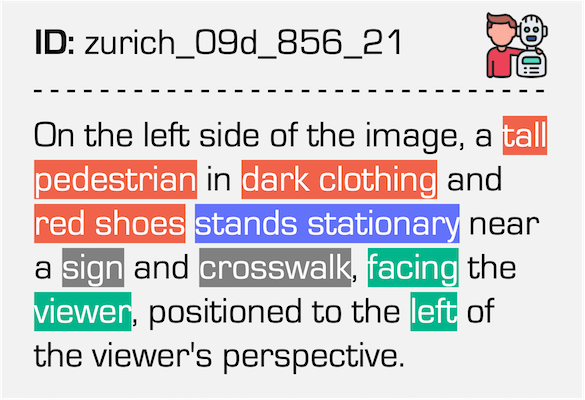 ID: zurich_09d_856_21
On the left side of the image, a tall
pedestrian in dark clothing and
red shoes stands stationary near
a sign and crosswalk, facing the
viewer, positioned to the left of
the viewer's perspective.